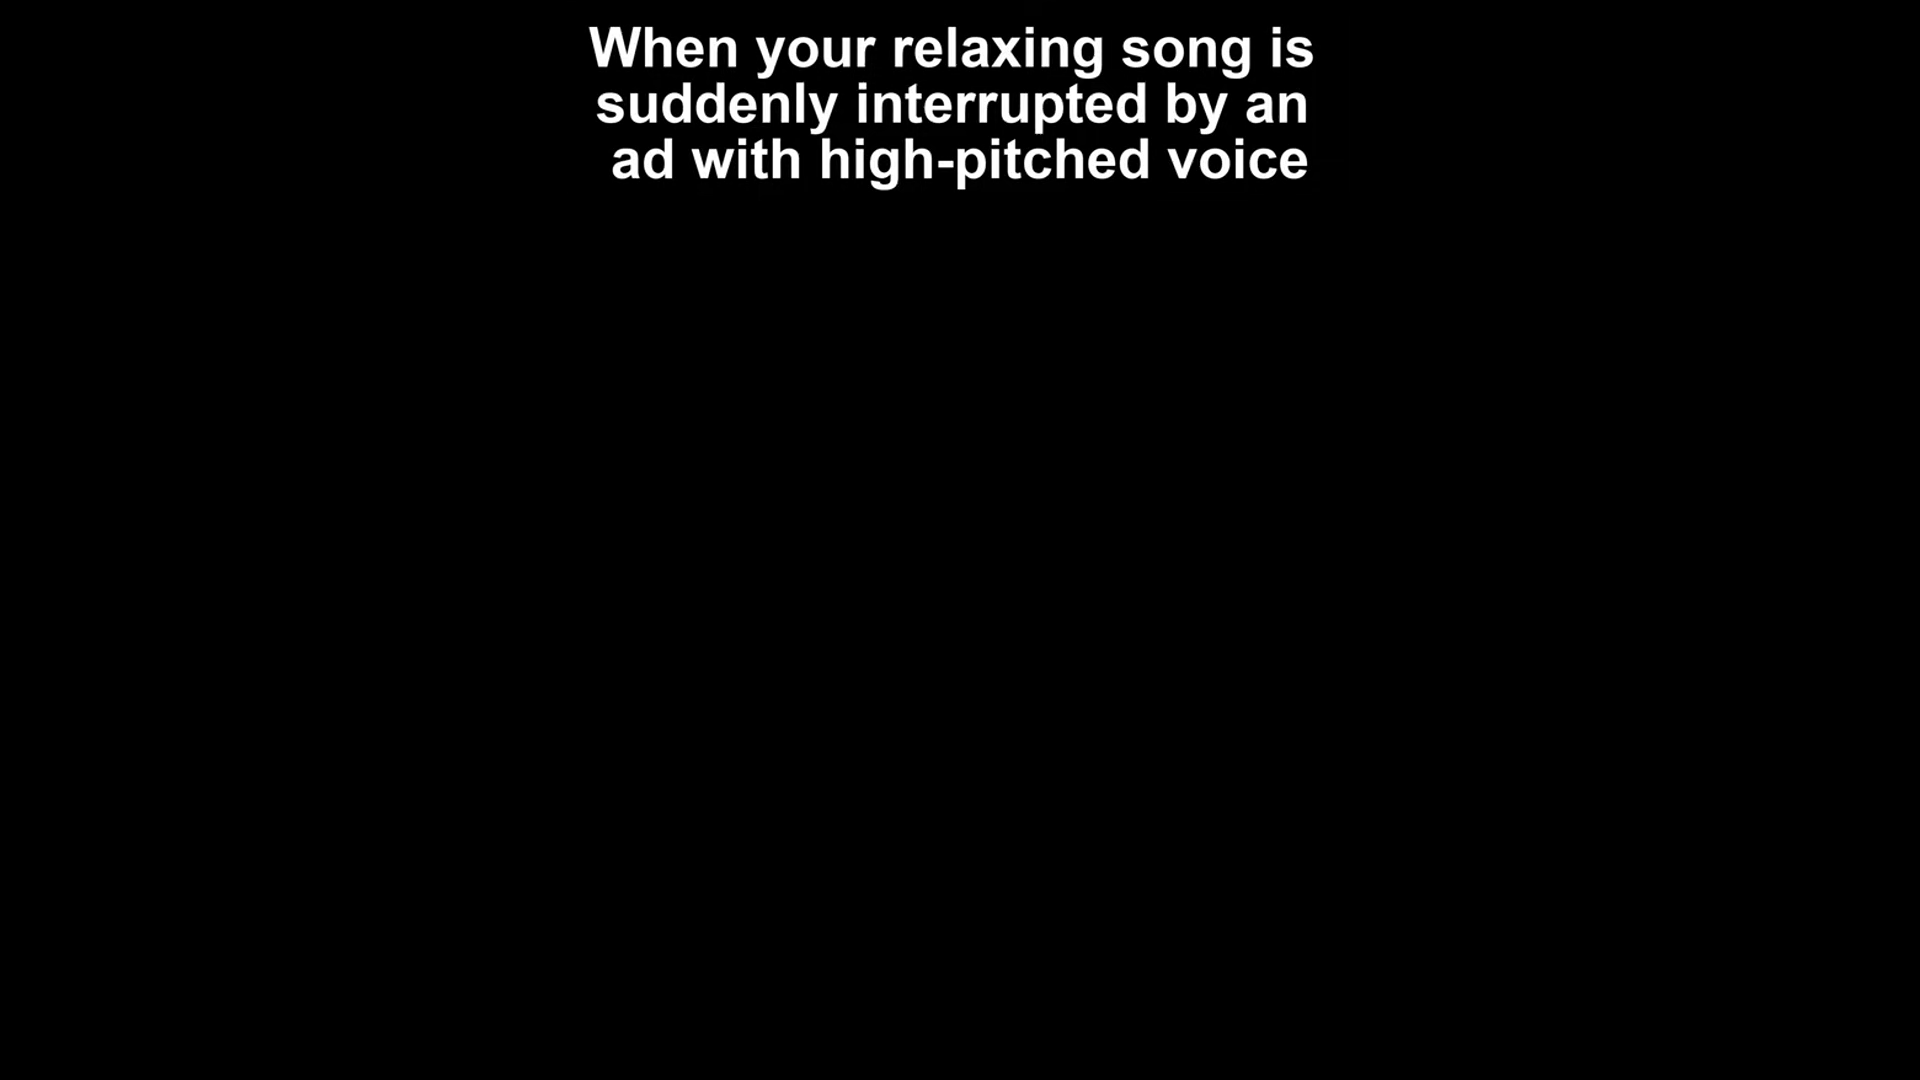 When your relaxing song is
suddenly interrupted by an
ad with high-pitched voice